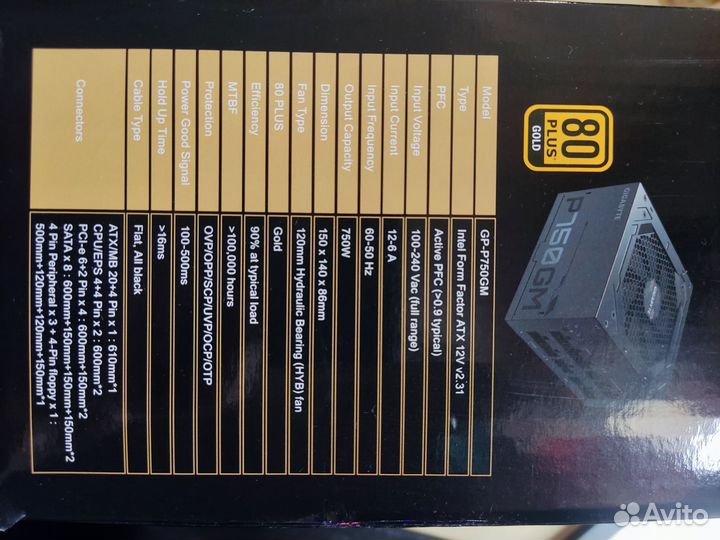 80
PLUS
GOLD
GIGABYTE
P750GM
Model GP-P750GM
Type Intel Form Factor ATX 12V v2.31
PFC Active PFC (>0.9 typical)
Input Voltage 100-240 Vac (full range)
Input Current 12-6 A
Input Frequency 60-50 Hz
Output Capacity 750W
Dimension 150 x 140 x 86mm
Fan Type 120mm Hydraulic Bearing (HYB) fan
80 PLUS Gold
Efficiency 90% at typical load
MTBF >100,000 hours
Protection OVP/OPP/SCP/UVP/OCP/OTP
Power Good Signal 100-500ms
Hold Up Time >16ms
Cable Type Flat, All black
Connectors ATX/MB 20+4 Pin x 1 : 610mm*1
CPU/EPS 4+4 Pin x 2 : 600mm*2
PCI-e 6+2 Pin x 4 : 600mm+150mm*2
SATA x 8 : 600mm+150mm+150mm+150mm*2
4 Pin Peripheral x 3 + 4-Pin floppy x 1 :
500mm+120mm+120mm+150mm*1
Avito